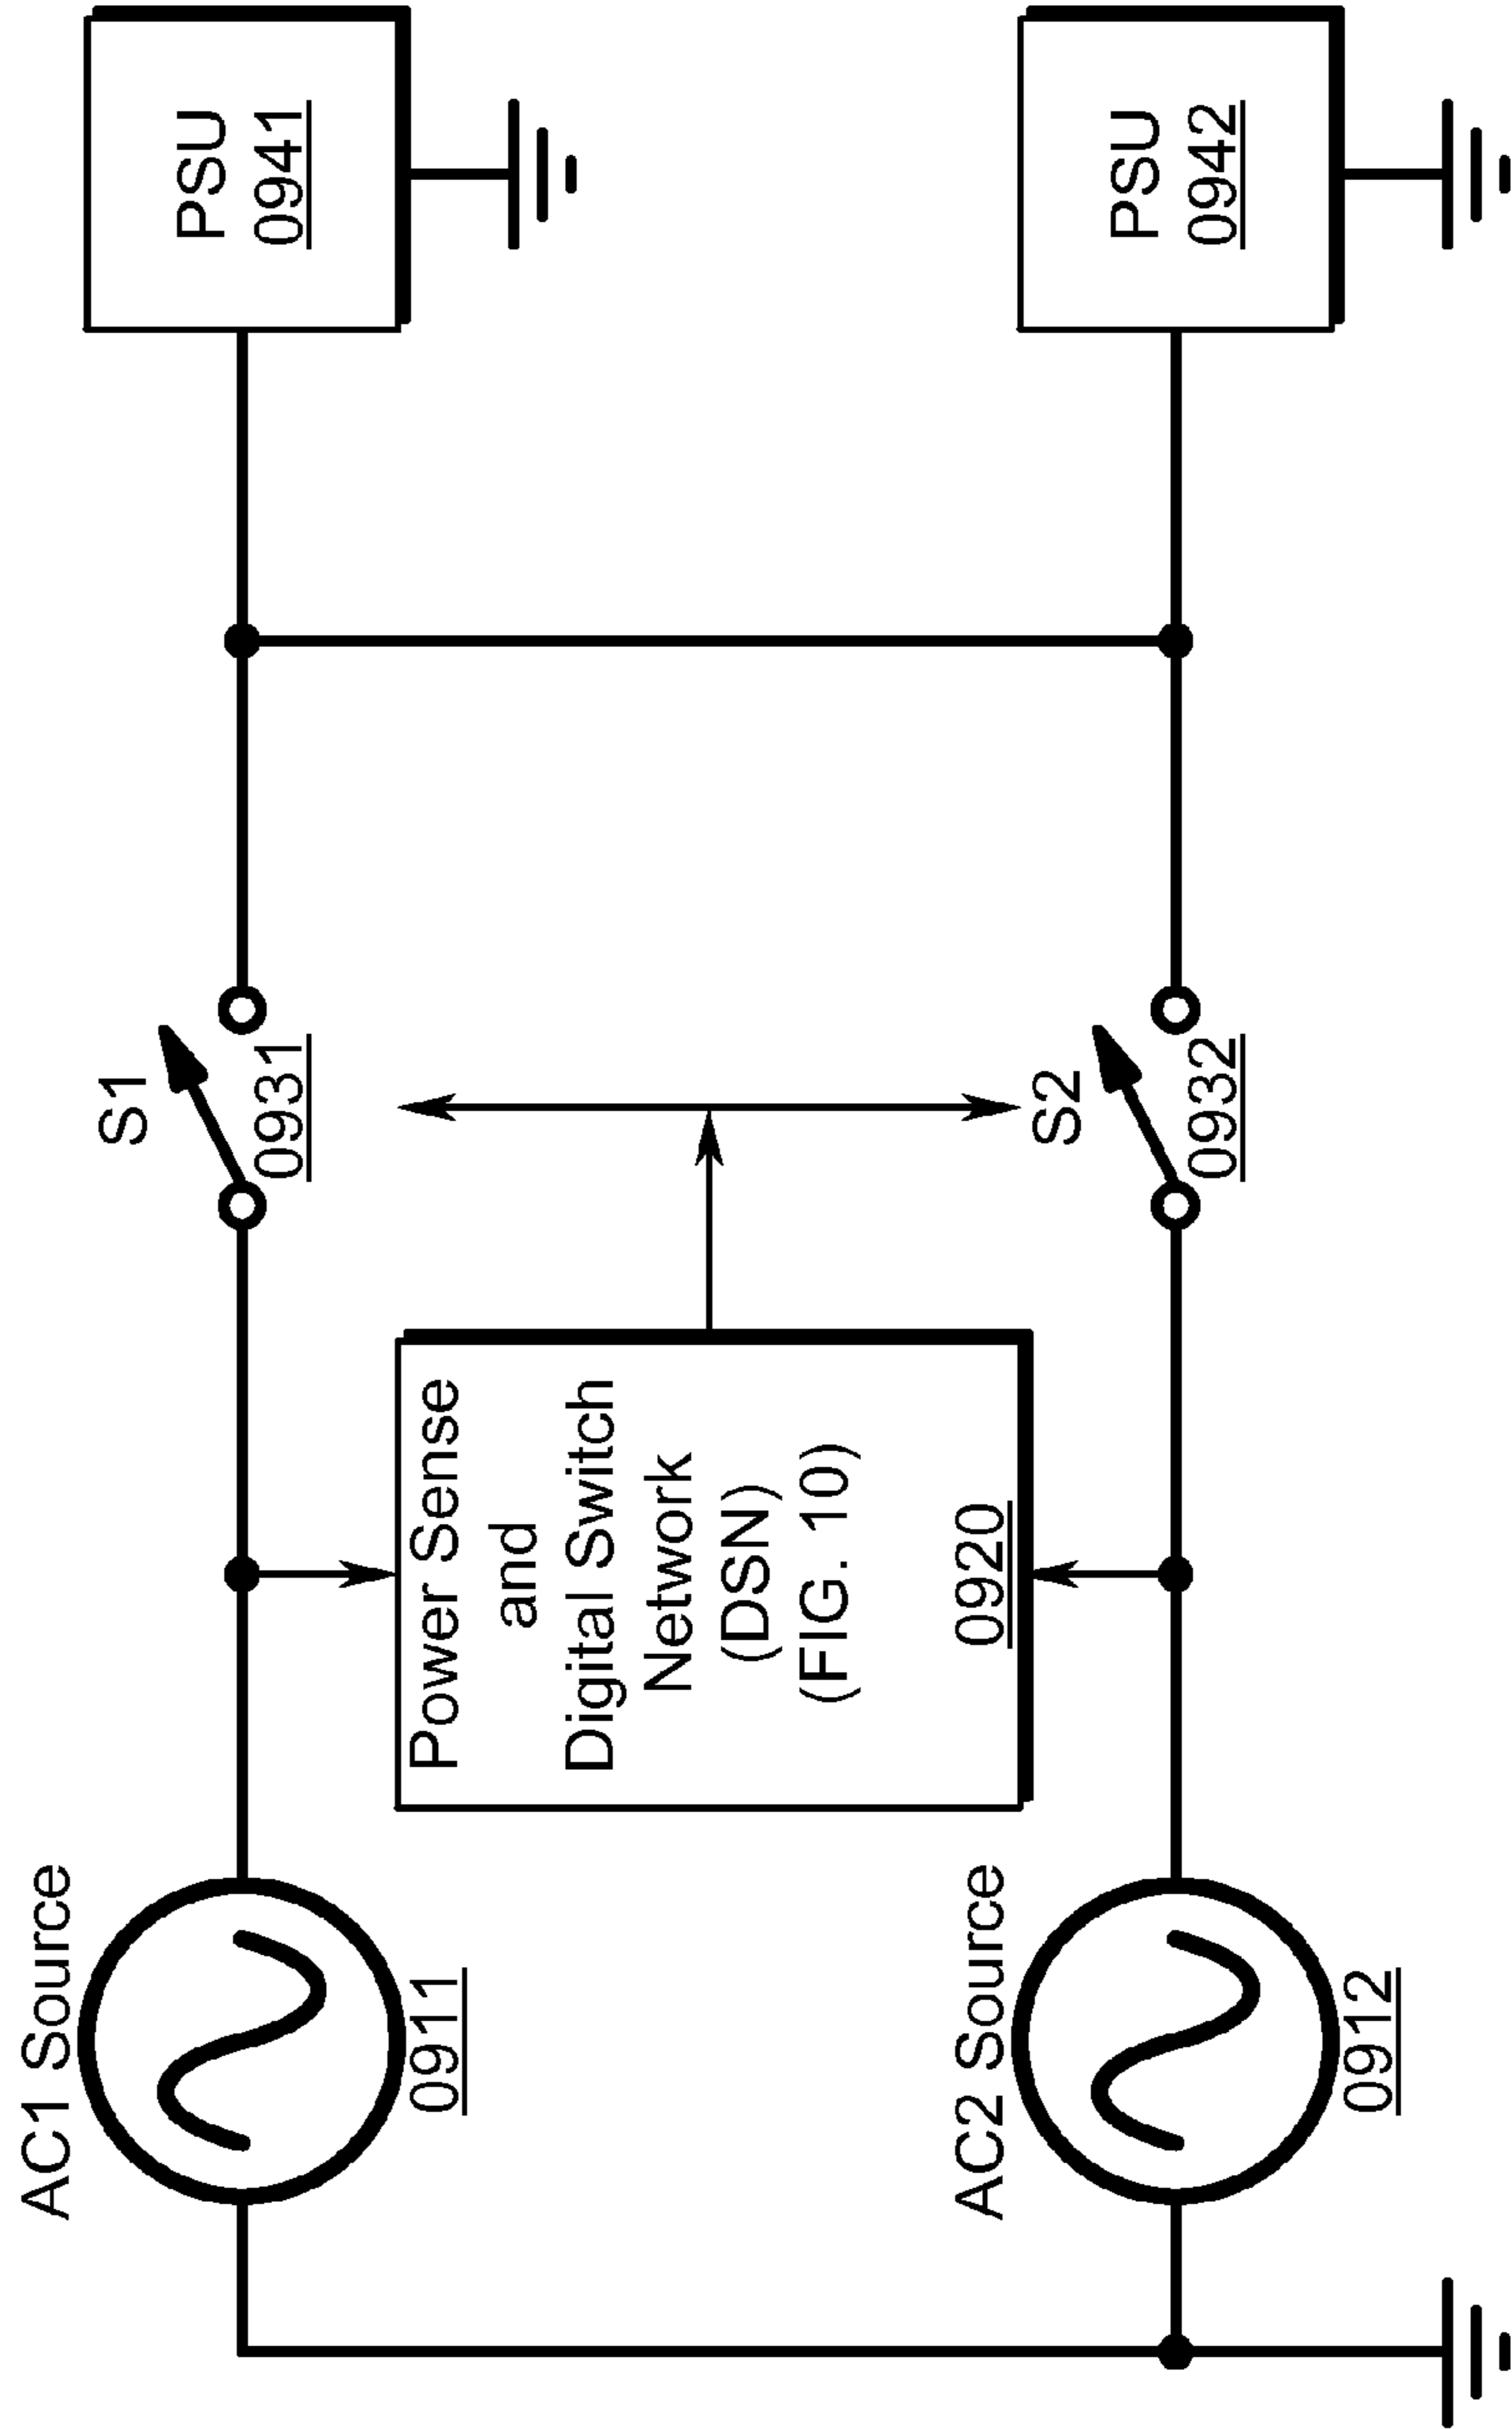 AC1 Source
0911
S1
0931
PSU
0941
Power Sense
and
Digital Switch
Network
(DSN)
(FIG. 10)
0920
AC2 Source
0912
S2
0932
PSU
0942